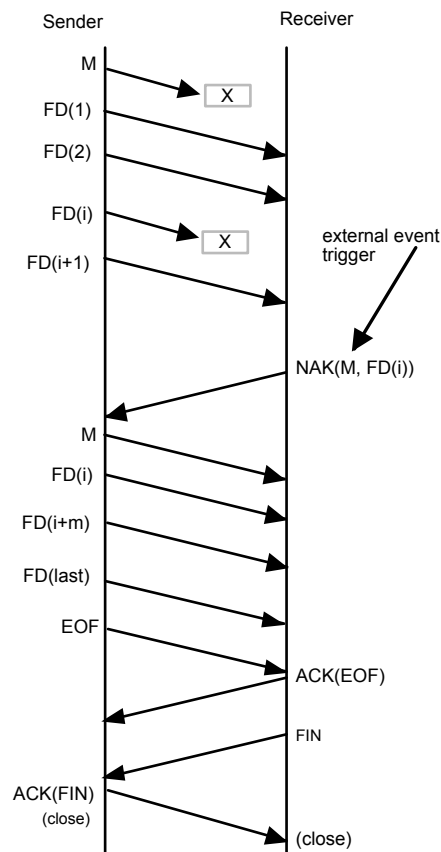 Sender
Receiver
M
X
FD(1)
FD(2)
FD(i)
X
external event
trigger
FD(i+1)
NAK(M, FD(i))
M
FD(i)
FD(i+m)
FD(last)
EOF
ACK(EOF)
FIN
ACK(FIN)
(close)
(close)